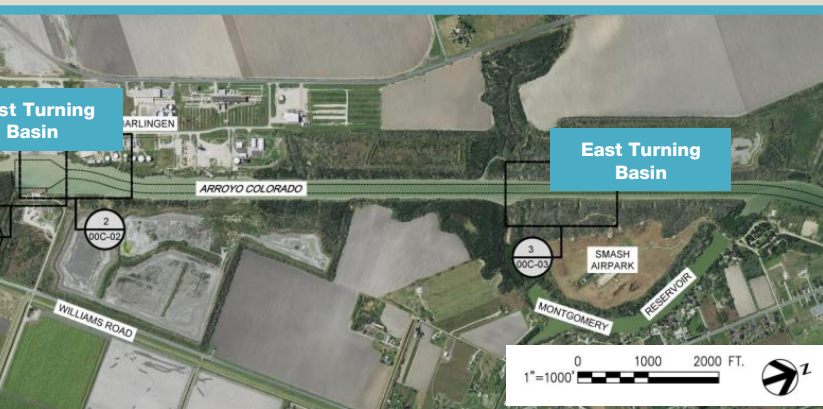 st Turning
Basin
ARLINGEN
East Turning
Basin
ARROYO COLORADO
2
00C-02
3
00C-03
SMASH
AIRPARK
WILLIAMS ROAD
MONTGOMERY
RESERVOIR
0 1000 2000 FT.
1"=1000'
N